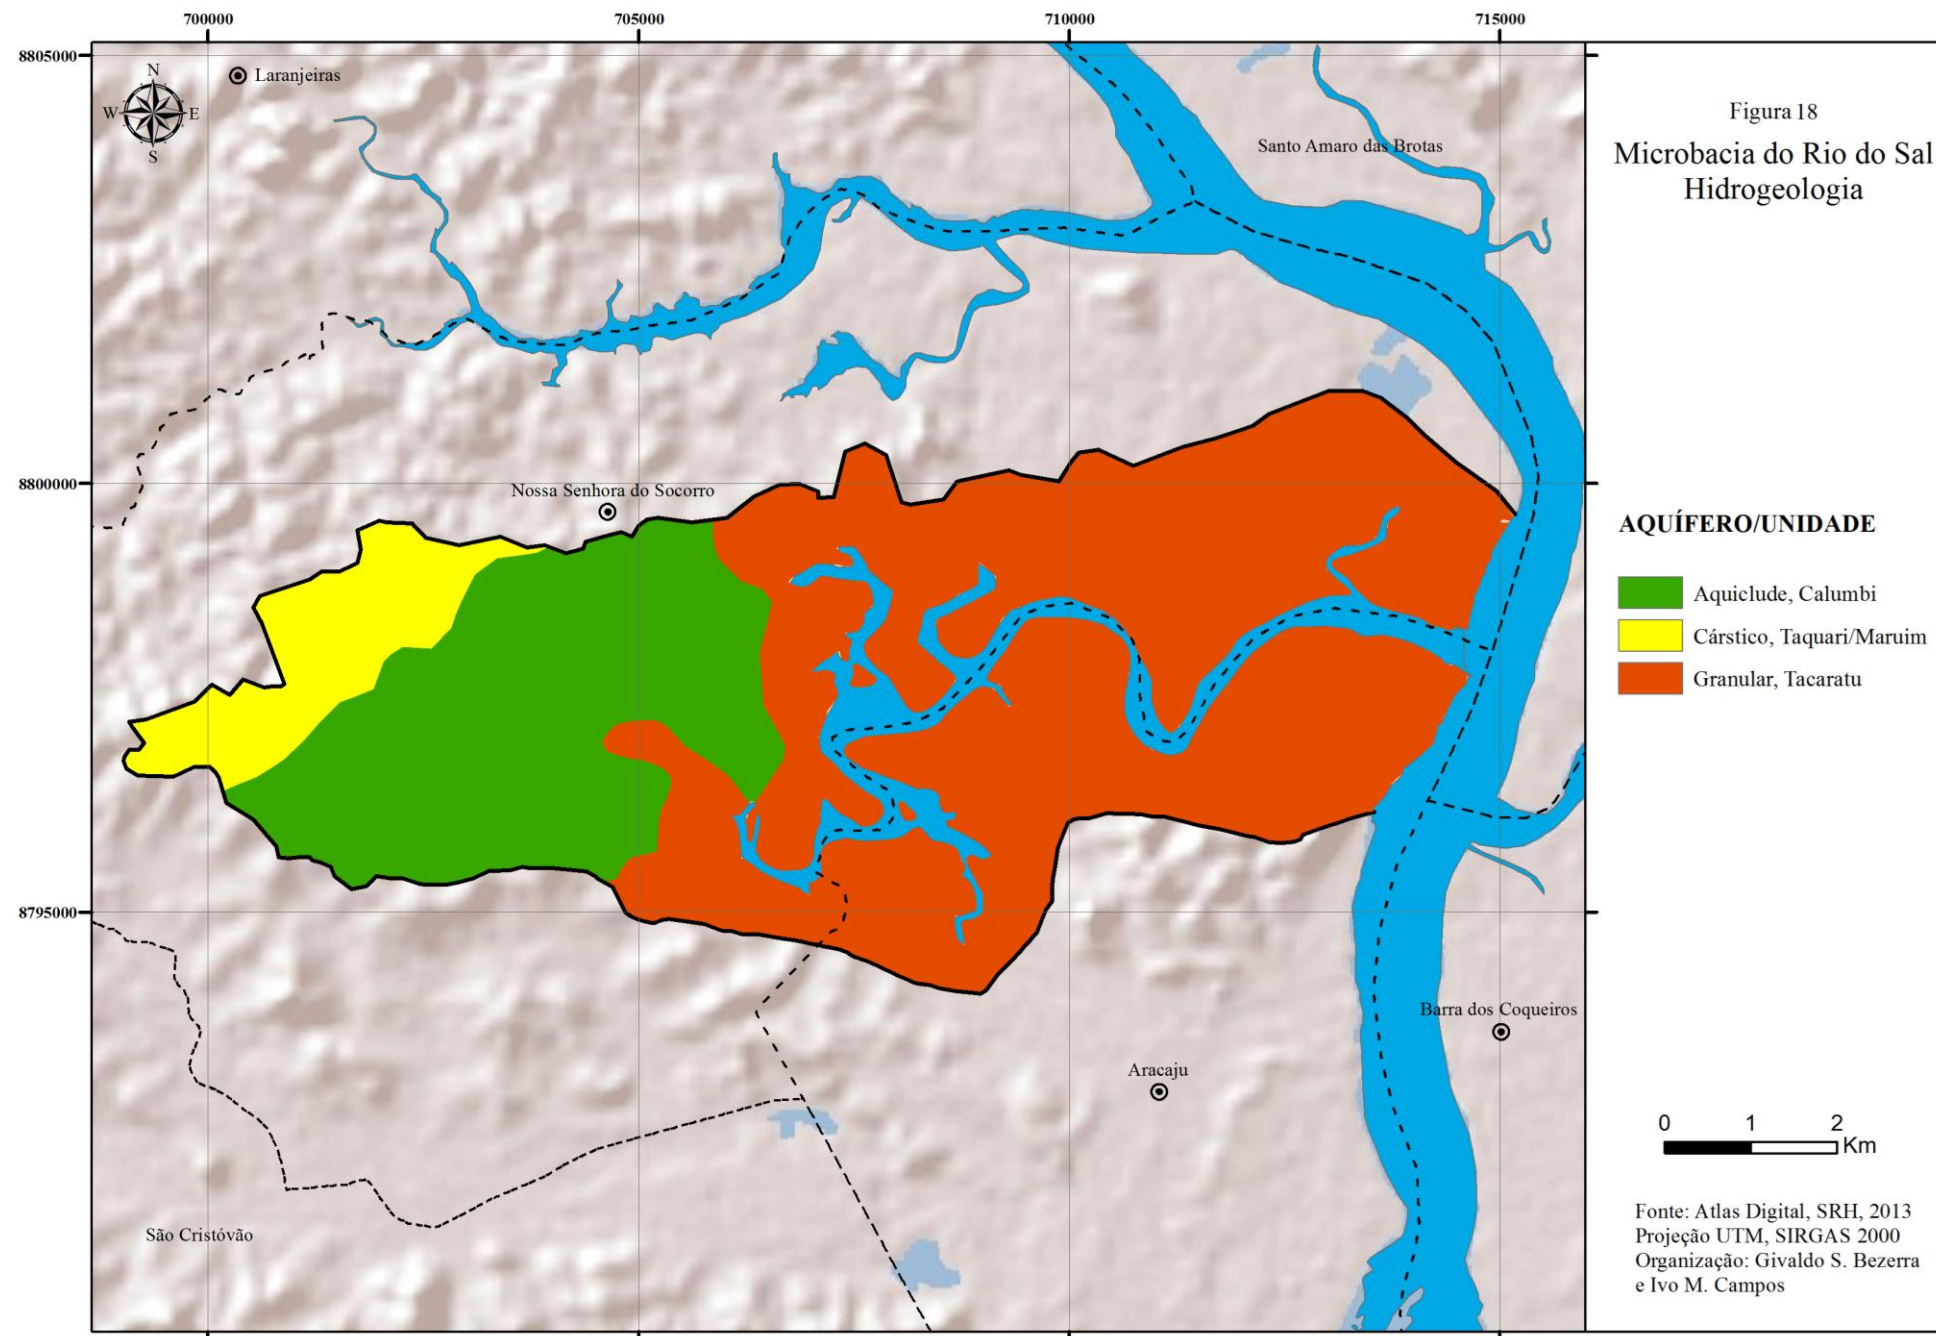 700000 705000 710000 715000
8805000
8800000
8795000
N
W E
S
Laranjeiras
Santo Amaro das Brotas
Nossa Senhora do Socorro
Barra dos Coqueiros
Aracaju
São Cristóvão
Figura 18
Microbacia do Rio do Sal
Hidrogeologia
AQUÍFERO/UNIDADE
Aquiclude, Calumbi
Cárstico, Taquari/Maruim
Granular, Tacaratu
0 1 2
Km
Fonte: Atlas Digital, SRH, 2013
Projeção UTM, SIRGAS 2000
Organização: Givaldo S. Bezerra
e Ivo M. Campos